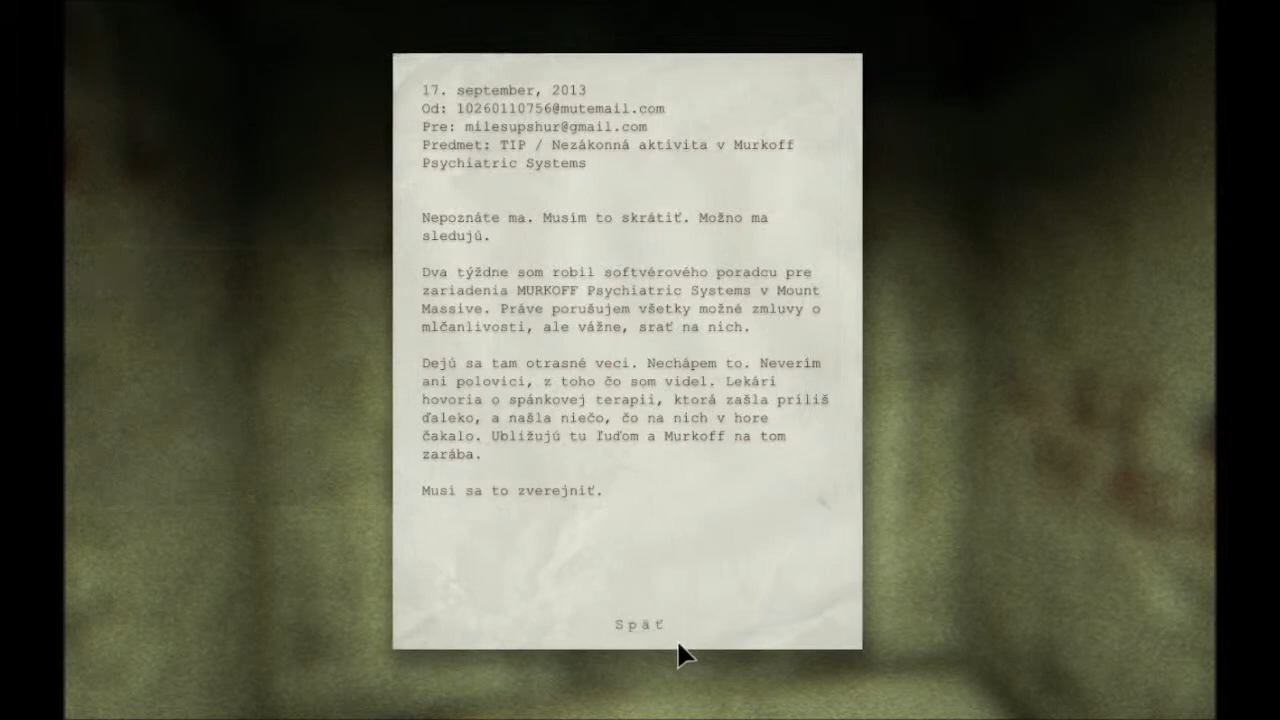 17. september, 2013
Od: 10260110756@mutemail.com
Pre: milesupshur@gmail.com
Predmet: TIP / Nezákonná aktivita v Murkoff
Psychiatric Systems
Nepoznáte ma. Musím to skrátiť. Možno ma
sledujú.
Dva týždne som robil softvérového poradcu pre
zariadenia MURKOFF Psychiatric Systems v Mount
Massive. Práve porušujem všetky možné zmluvy o
mlčanlivosti, ale vážne, srať na nich.
Dejú sa tam otrasné veci. Nechápem to. Neverím
ani polovici, z toho čo som videl. Lekári
hovoria o spánkovej terapii, ktorá zašla príliš
ďaleko, a našla niečo, čo na nich v hore
čakalo. Ubližujú tu ľuďom a Murkoff na tom
zarába.
Musí sa to zverejniť.
Späť